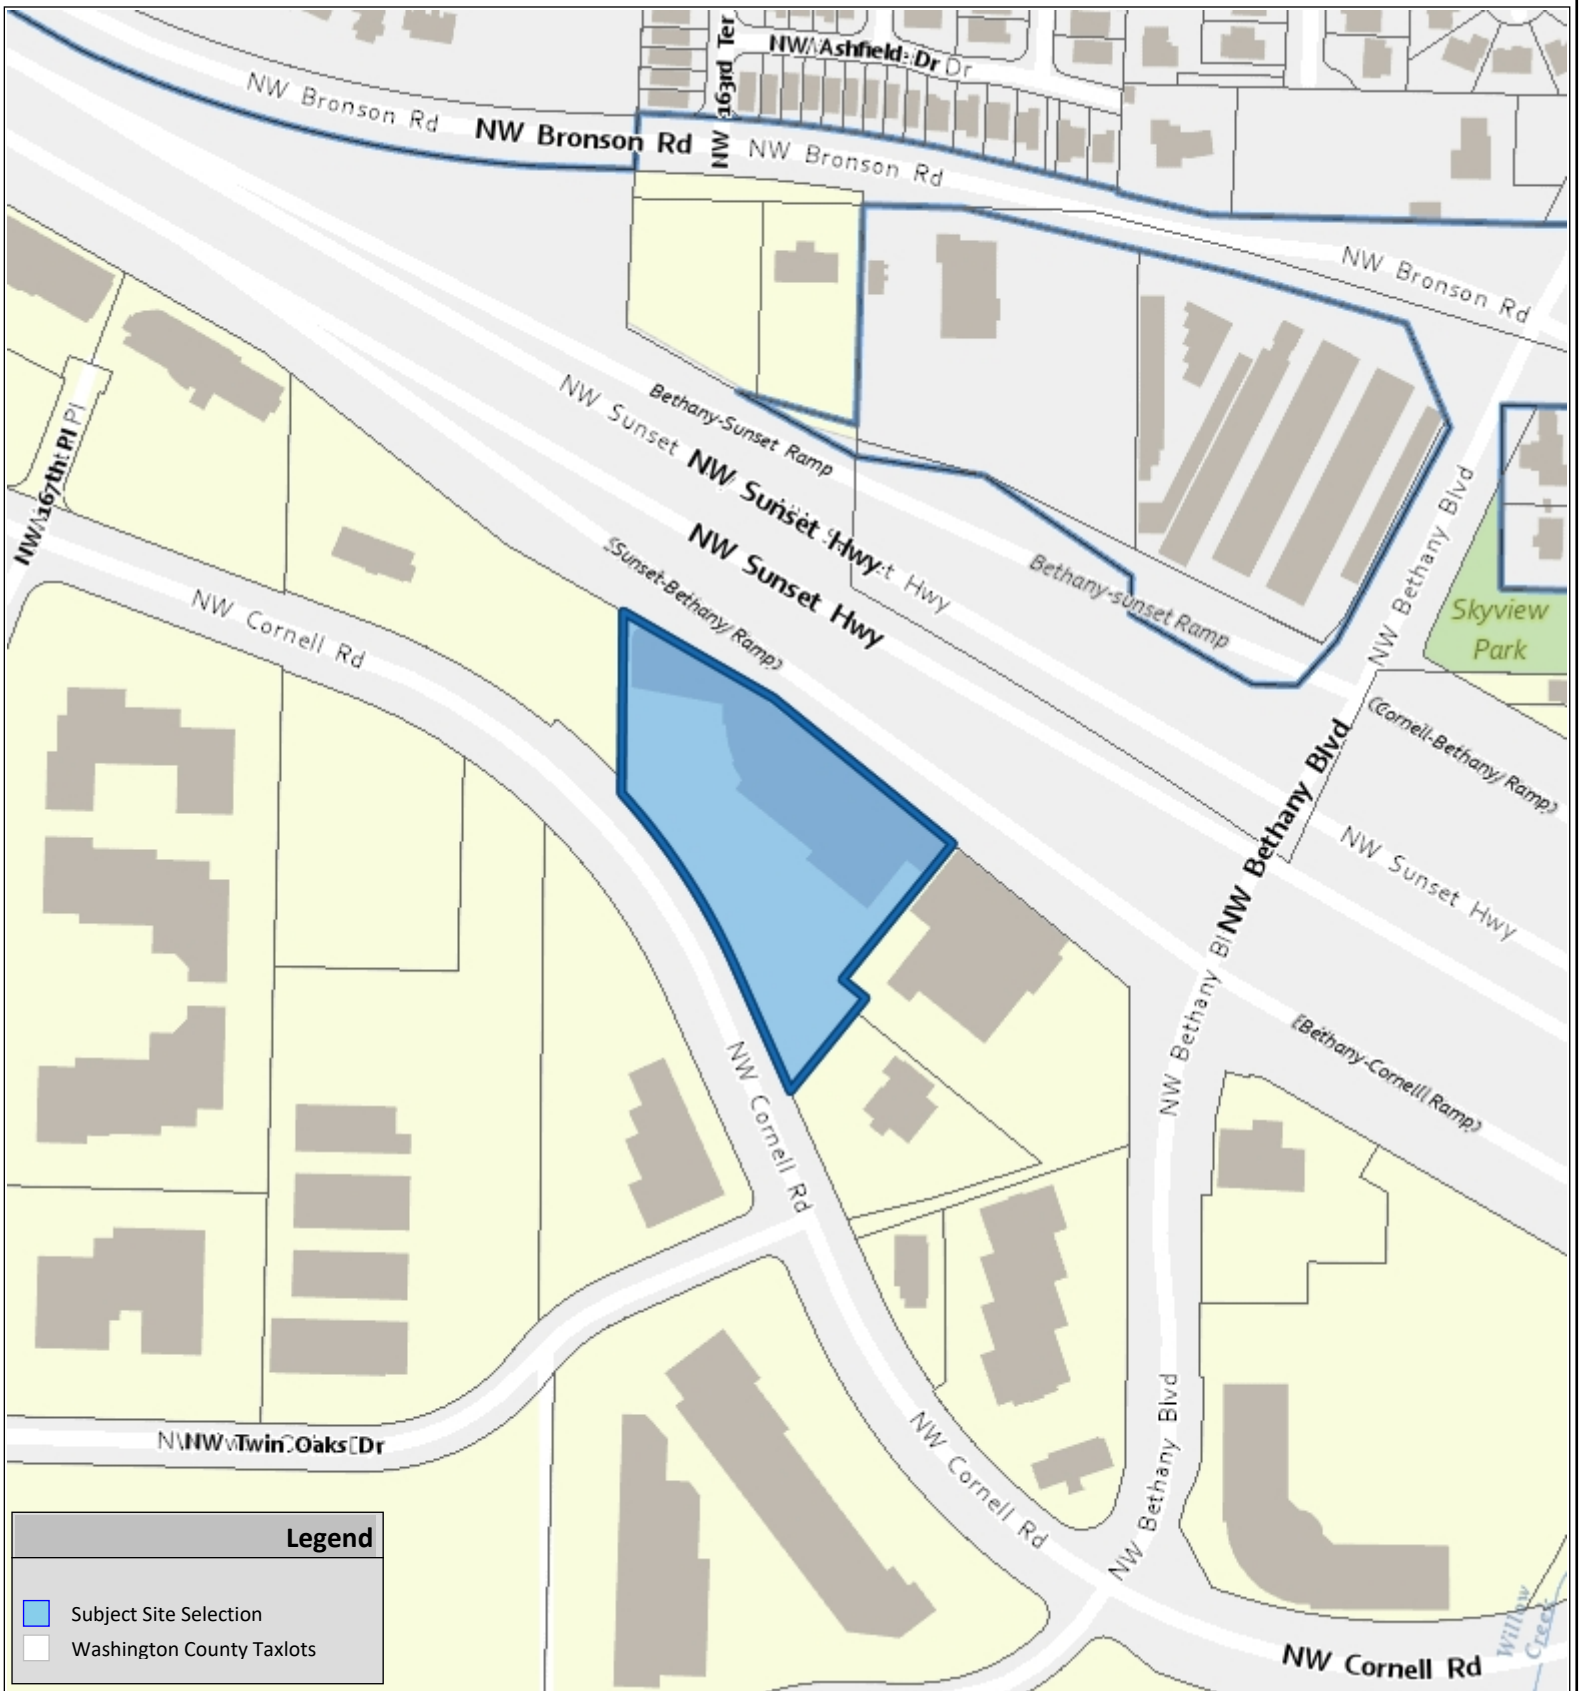 NW Ashfield Dr Dr
NW 163rd Ter
NW Bronson Rd
NW Bronson Rd
NW Bronson Rd
NW Bronson Rd
Bethany-Sunset Ramp
NW Sunset
NW Sunset Hwy
Hwy
NW Sunset Hwy
Sunset-Bethany Ramp
Bethany-sunset Ramp
NW Bethany Blvd
Skyview
Park
NW 167th Pl Pl
NW Cornell Rd
Cornell-Bethany Ramp
NW Bethany Blvd
NW Sunset Hwy
NW Bethany Bl
Bethany-Cornell Ramp
NW Cornell Rd
NW Twin Oaks Dr
NW Bethany Blvd
NW Cornell Rd
NW Cornell Rd
Willow
Creek
Legend
Subject Site Selection
Washington County Taxlots